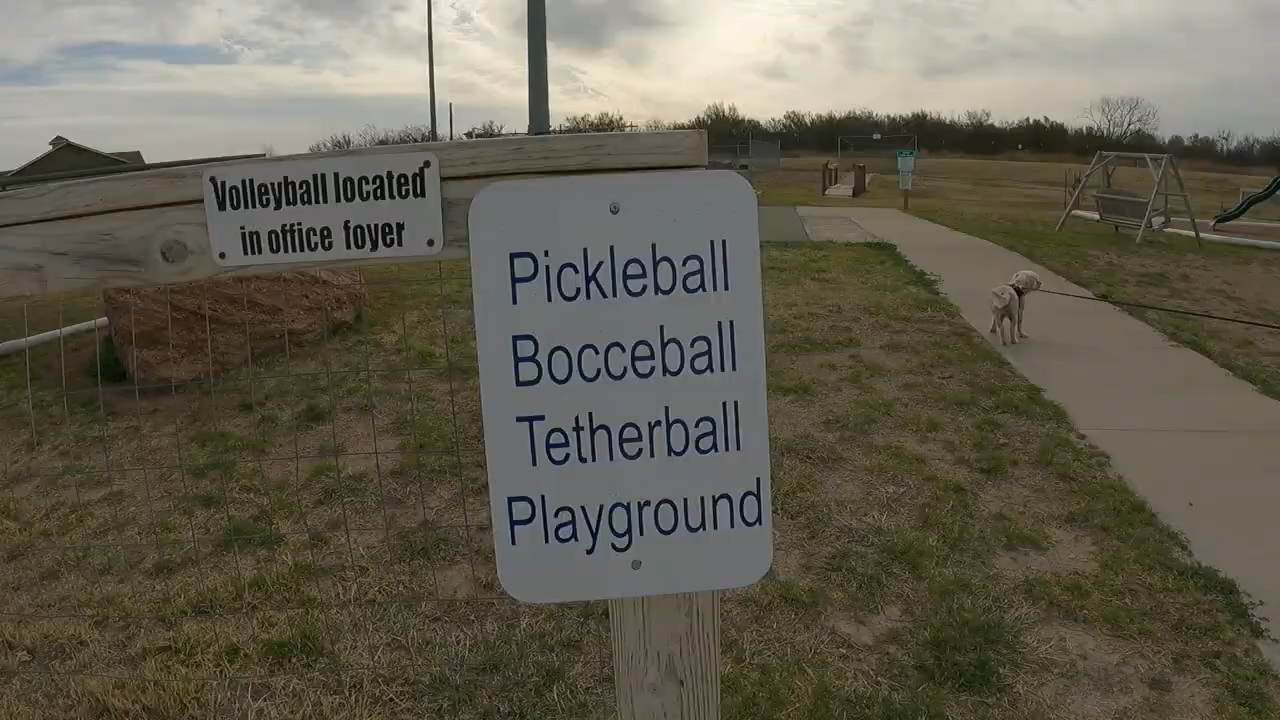 Volleyball located
in office foyer
Pickleball
Bocceball
Tetherball
Playground